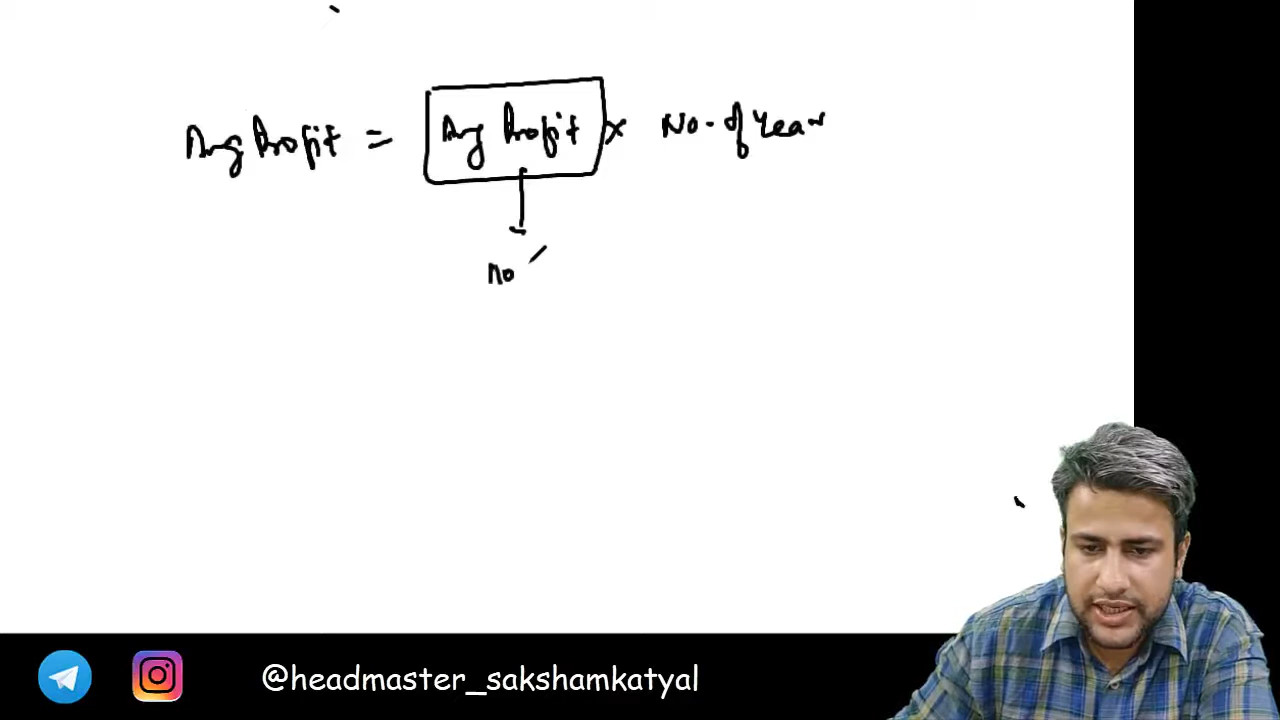 Avg Profit = Avg Profit × No. of Year
no
@headmaster_sakshamkatyal